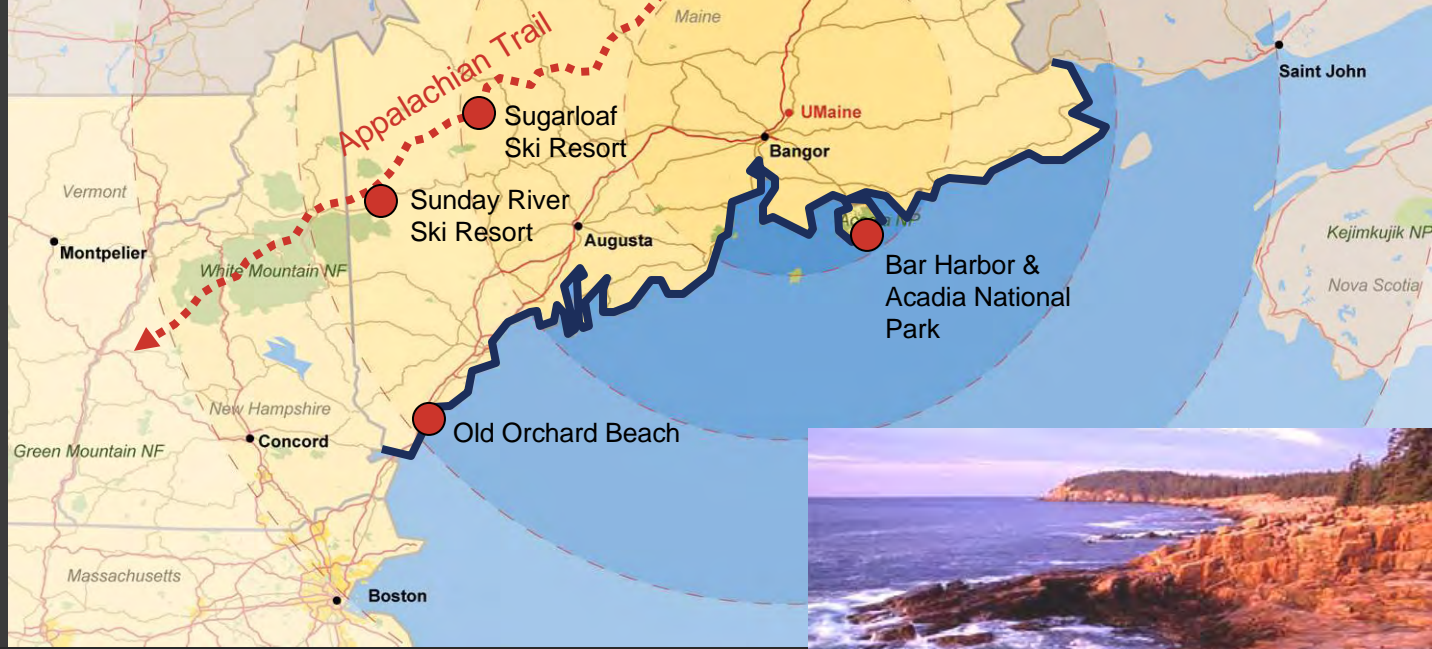 Maine
Appalachian Trail
Saint John
UMaine
Sugarloaf
Ski Resort
Bangor
Vermont
Sunday River
Ski Resort
Augusta
Montpelier
Acadia NP
Kejimkujik NP
White Mountain NF
Bar Harbor &
Acadia National
Park
Nova Scotia
New Hampshire
Concord
Old Orchard Beach
Green Mountain NF
Massachusetts
Boston